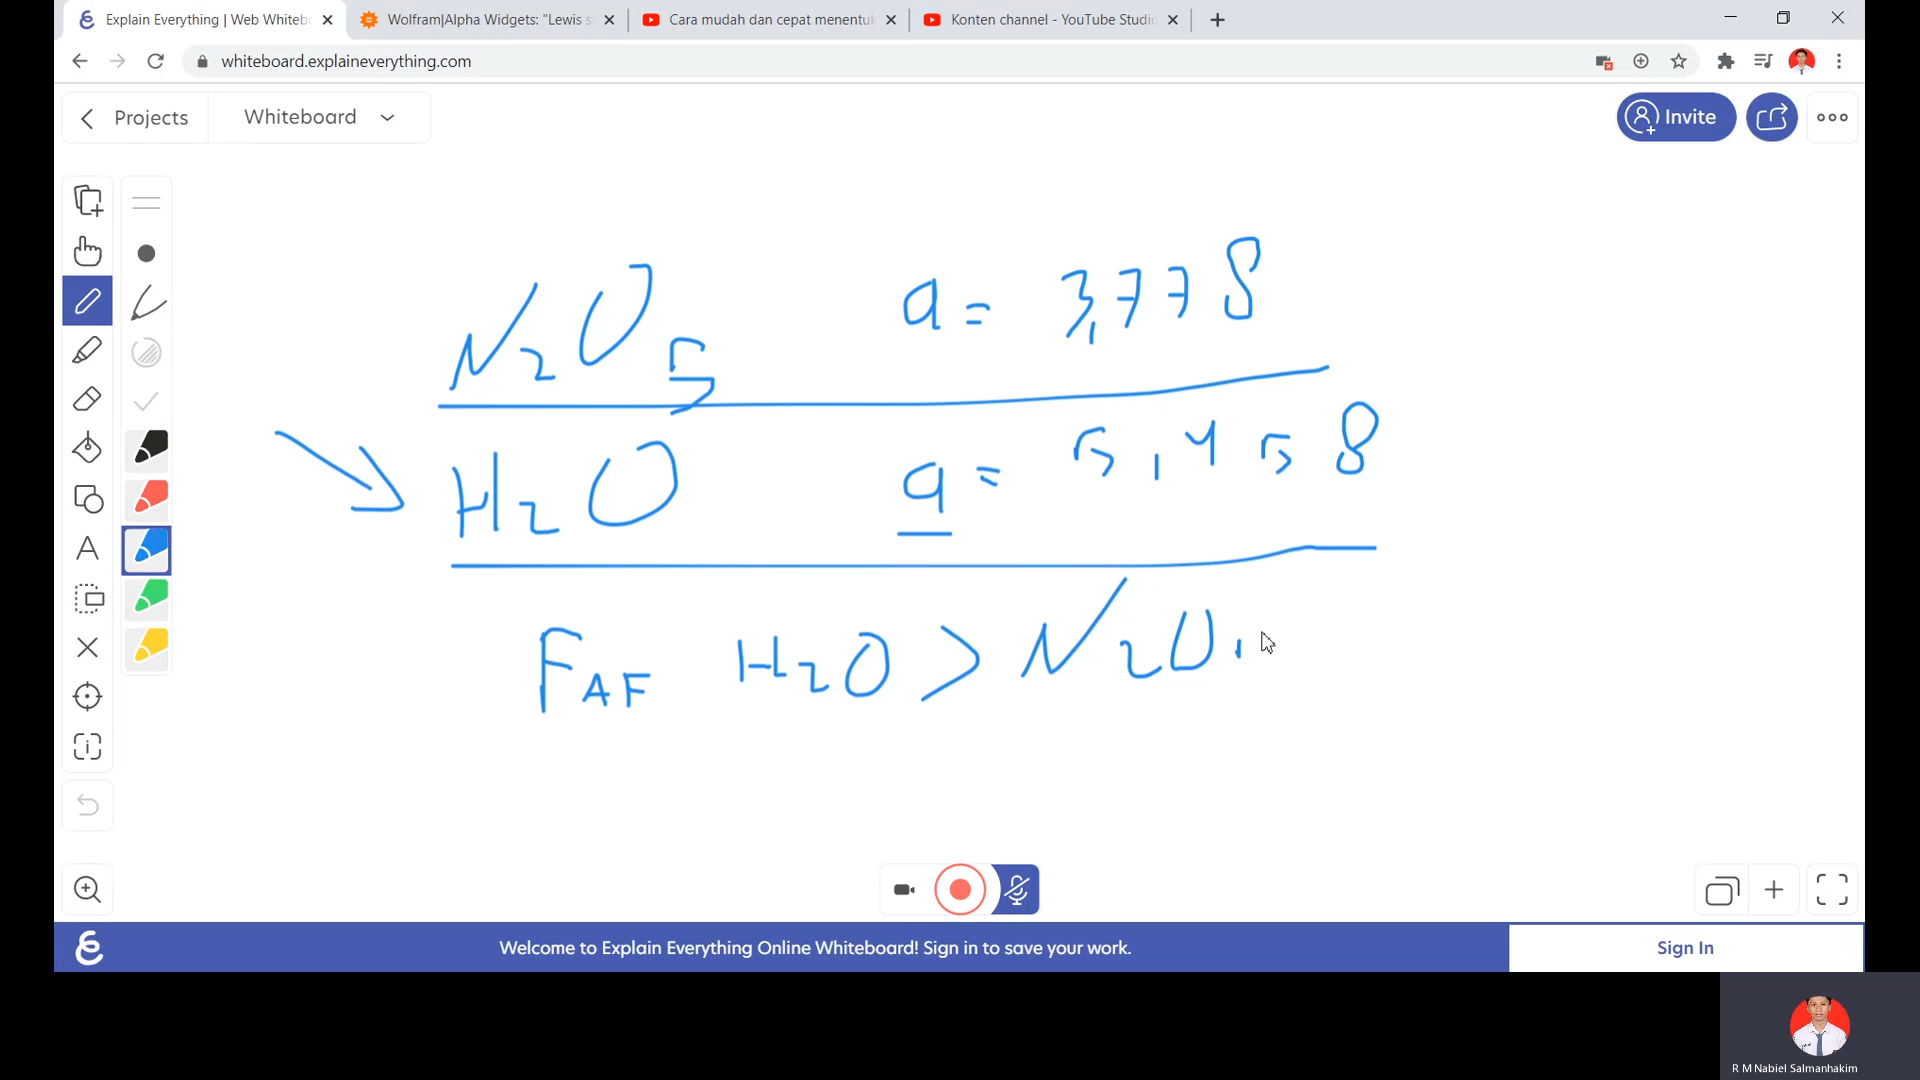 Explain Everything | Web Whitebo
Wolfram|Alpha Widgets: "Lewis s
Cara mudah dan cepat menentuk
Konten channel - YouTube Studio
whiteboard.explaineverything.com
Projects
Whiteboard
Invite
N2O5 a = 3,778
H2O a = 5,458
FAF H2O > N2O
Welcome to Explain Everything Online Whiteboard! Sign in to save your work.
Sign In
R M Nabiel Salmanhakim